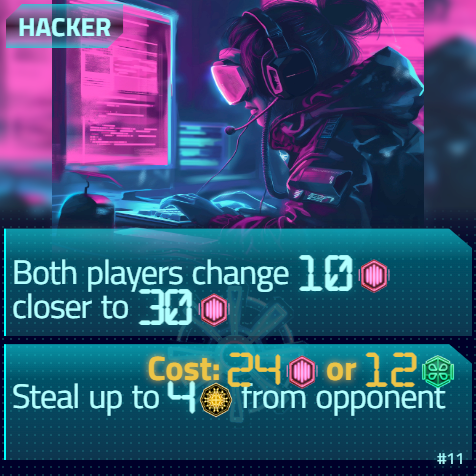 HACKER
Both players change 10
closer to 30
Cost: 24 or 12
Steal up to 4 from opponent
#11